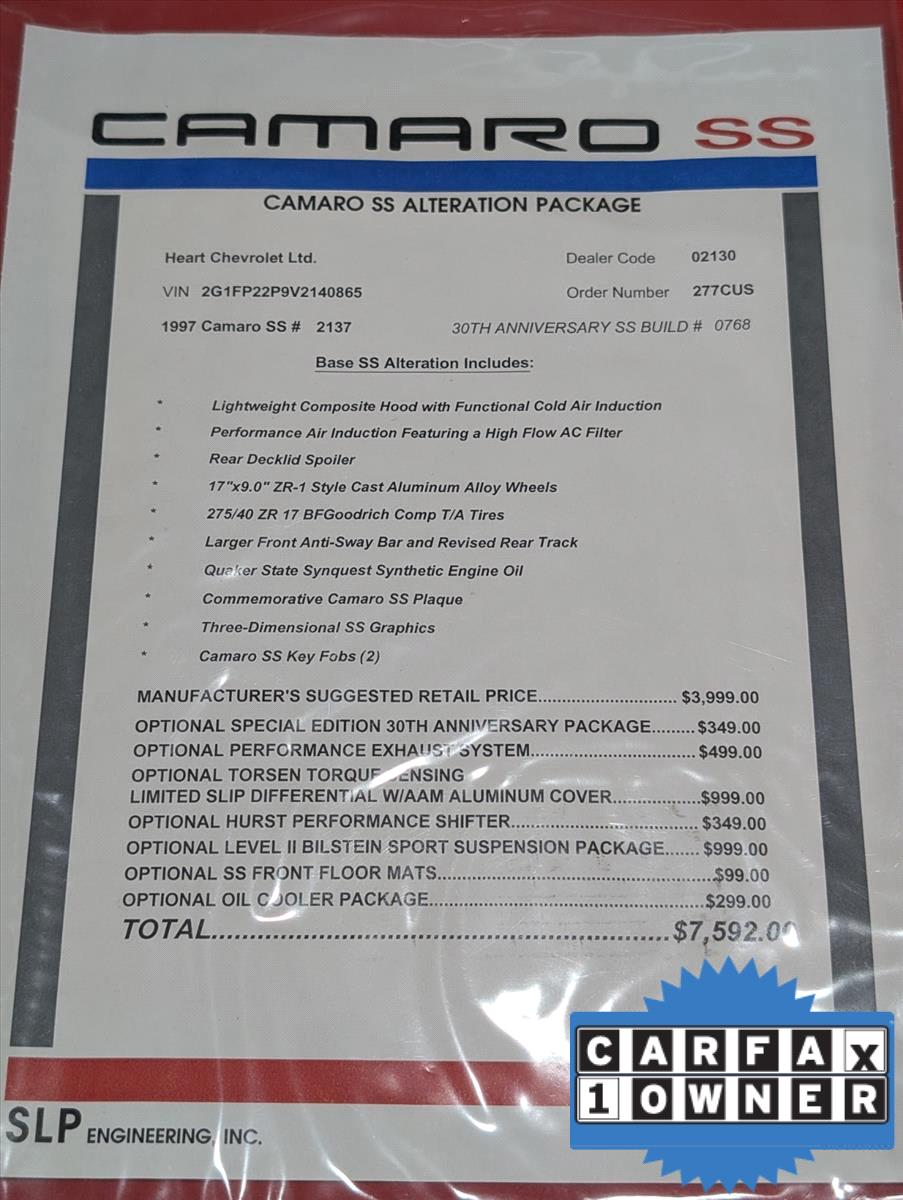 CAMARO SS
CAMARO SS ALTERATION PACKAGE
Heart Chevrolet Ltd. Dealer Code 02130
VIN 2G1FP22P9V2140865 Order Number 277CUS
1997 Camaro SS # 2137 30TH ANNIVERSARY SS BUILD # 0768
Base SS Alteration Includes:
* Lightweight Composite Hood with Functional Cold Air Induction
* Performance Air Induction Featuring a High Flow AC Filter
* Rear Decklid Spoiler
* 17"x9.0" ZR-1 Style Cast Aluminum Alloy Wheels
* 275/40 ZR 17 BFGoodrich Comp T/A Tires
* Larger Front Anti-Sway Bar and Revised Rear Track
* Quaker State Synquest Synthetic Engine Oil
* Commemorative Camaro SS Plaque
* Three-Dimensional SS Graphics
* Camaro SS Key Fobs (2)
MANUFACTURER'S SUGGESTED RETAIL PRICE............................ $3,999.00
OPTIONAL SPECIAL EDITION 30TH ANNIVERSARY PACKAGE......... $349.00
OPTIONAL PERFORMANCE EXHAUST SYSTEM.................................. $499.00
OPTIONAL TORSEN TORQUE SENSING
LIMITED SLIP DIFFERENTIAL W/AAM ALUMINUM COVER..................$999.00
OPTIONAL HURST PERFORMANCE SHIFTER...................................... $349.00
OPTIONAL LEVEL II BILSTEIN SPORT SUSPENSION PACKAGE....... $999.00
OPTIONAL SS FRONT FLOOR MATS........................................................$99.00
OPTIONAL OIL COOLER PACKAGE........................................................$299.00
TOTAL............................................................$7,592.00
CARFAX
1 OWNER
SLP ENGINEERING, INC.